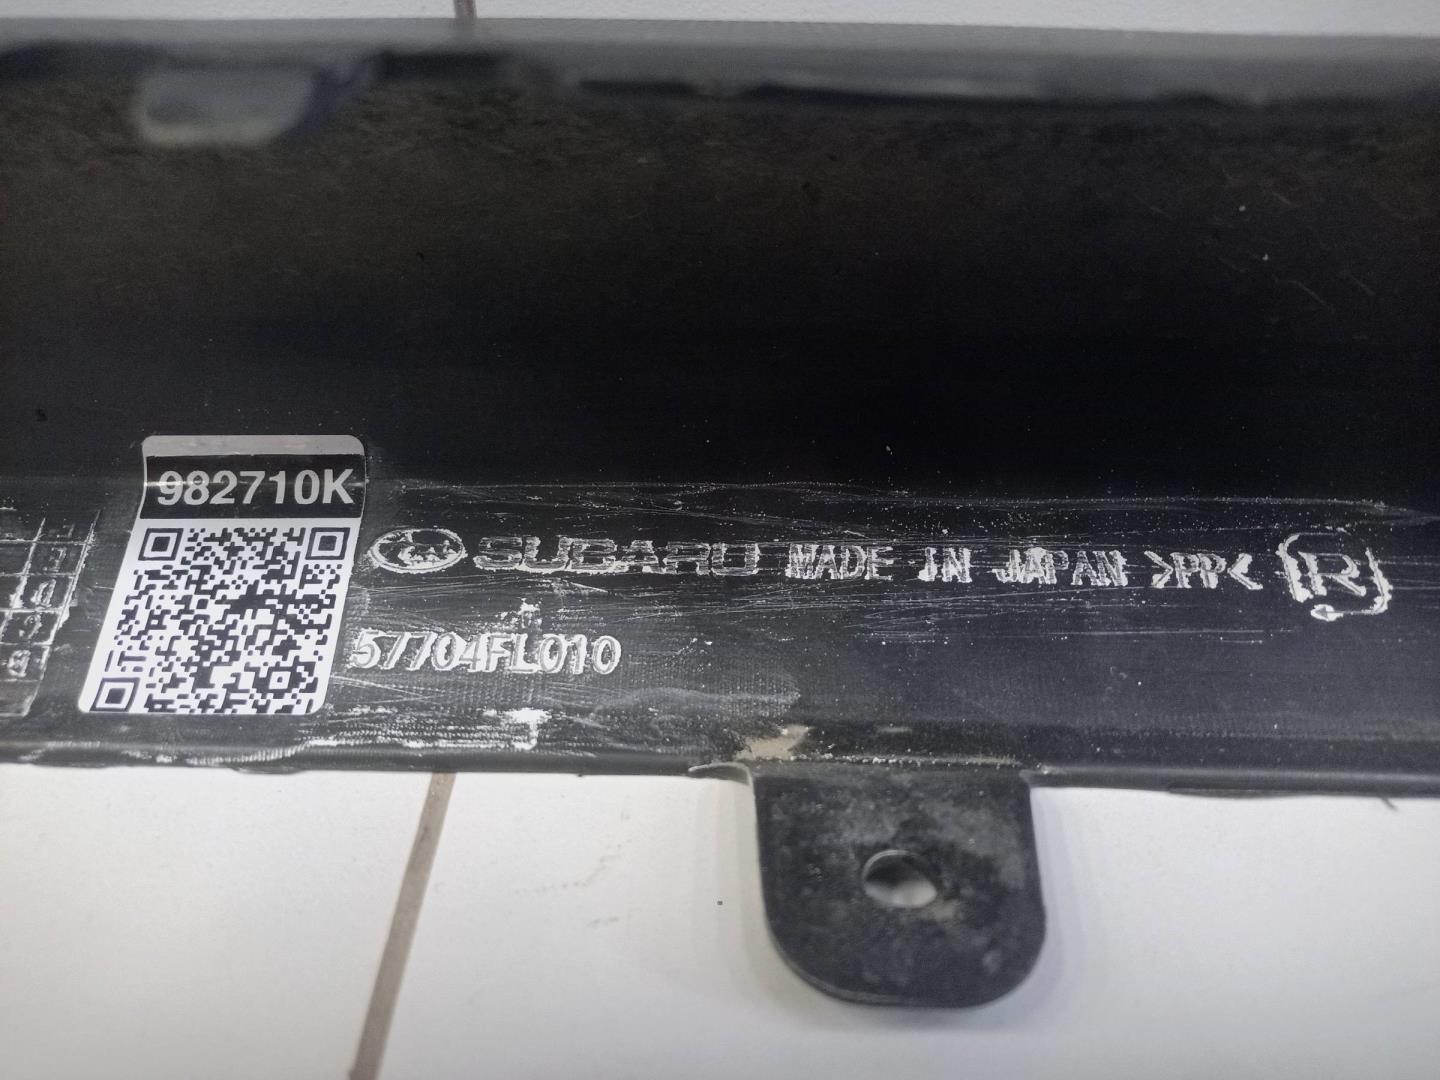 982710K
SUBARU MADE IN JAPAN >PP< R
57704FL010